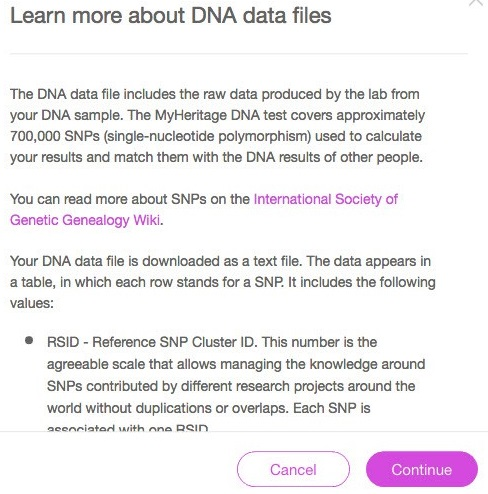 Learn more about DNA data files
The DNA data file includes the raw data produced by the lab from
your DNA sample. The MyHeritage DNA test covers approximately
700,000 SNPs (single-nucleotide polymorphism) used to calculate
your results and match them with the DNA results of other people.
You can read more about SNPs on the International Society of
Genetic Genealogy Wiki.
Your DNA data file is downloaded as a text file. The data appears in
a table, in which each row stands for a SNP. It includes the following
values:
• RSID - Reference SNP Cluster ID. This number is the
agreeable scale that allows managing the knowledge around
SNPs contributed by different research projects around the
world without duplications or overlaps. Each SNP is
associated with one RSID
Cancel
Continue